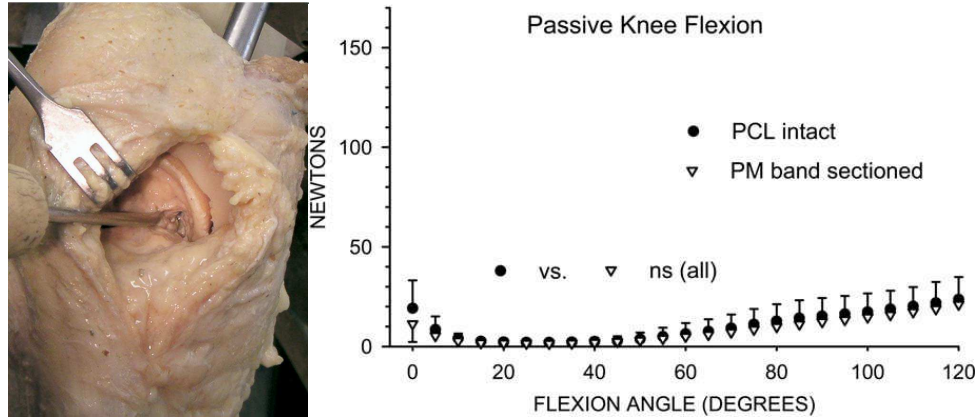 Passive Knee Flexion
150
100
50
0
NEWTONS
PCL intact
PM band sectioned
vs. ns (all)
0 20 40 60 80 100 120
FLEXION ANGLE (DEGREES)